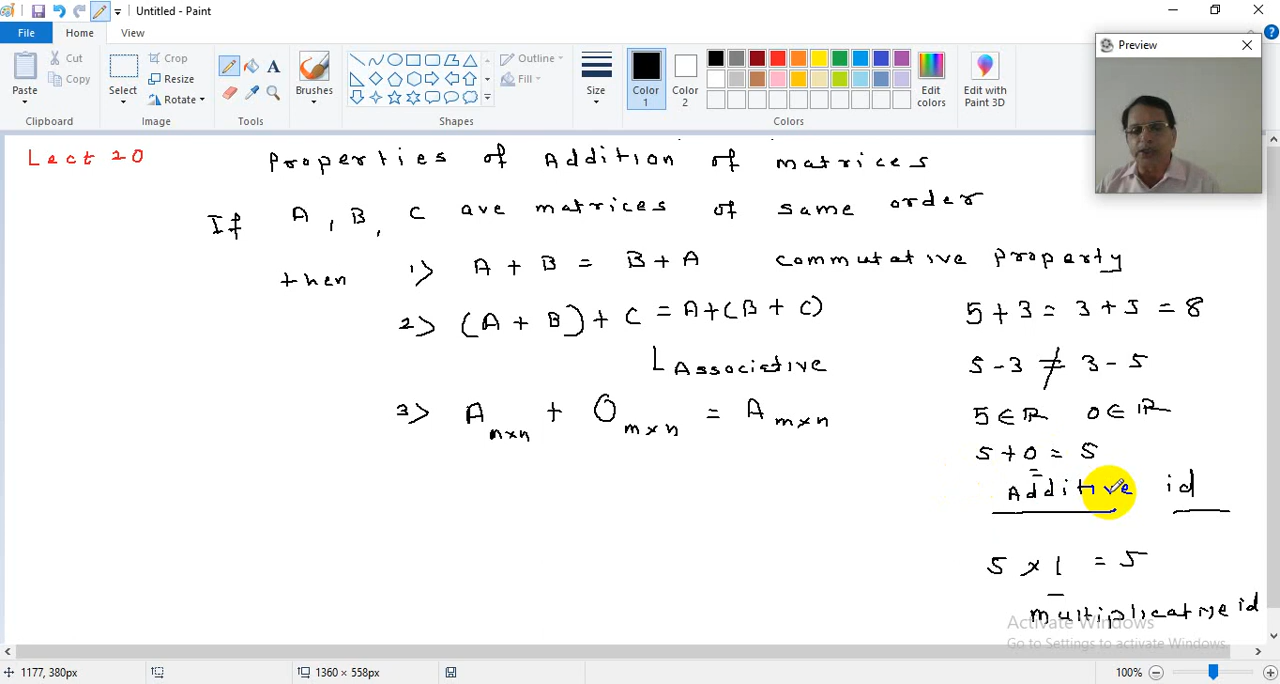 Untitled - Paint
File Home View
Paste Cut Copy Clipboard
Select Crop Resize Rotate Image
Tools
Brushes
Outline Fill Shapes
Size
Color 1 Color 2 Colors
Edit colors
Edit with Paint 3D
Preview
Lect 20 Properties of Addition of matrices
If A, B, C are matrices of same order
then 1> A + B = B + A commutative property
2> (A + B) + C = A + (B + C)
Associative
3> A m×n + O m×n = A m×n
5 + 3 = 3 + 5 = 8
5 - 3 ≠ 3 - 5
5 ∈ ℝ 0 ∈ ℝ
5 + 0 = 5
Additive id
5 × 1 = 5
multiplicative id
Activate Windows
Go to Settings to activate Windows.
1177, 380px 1360 × 558px 100%